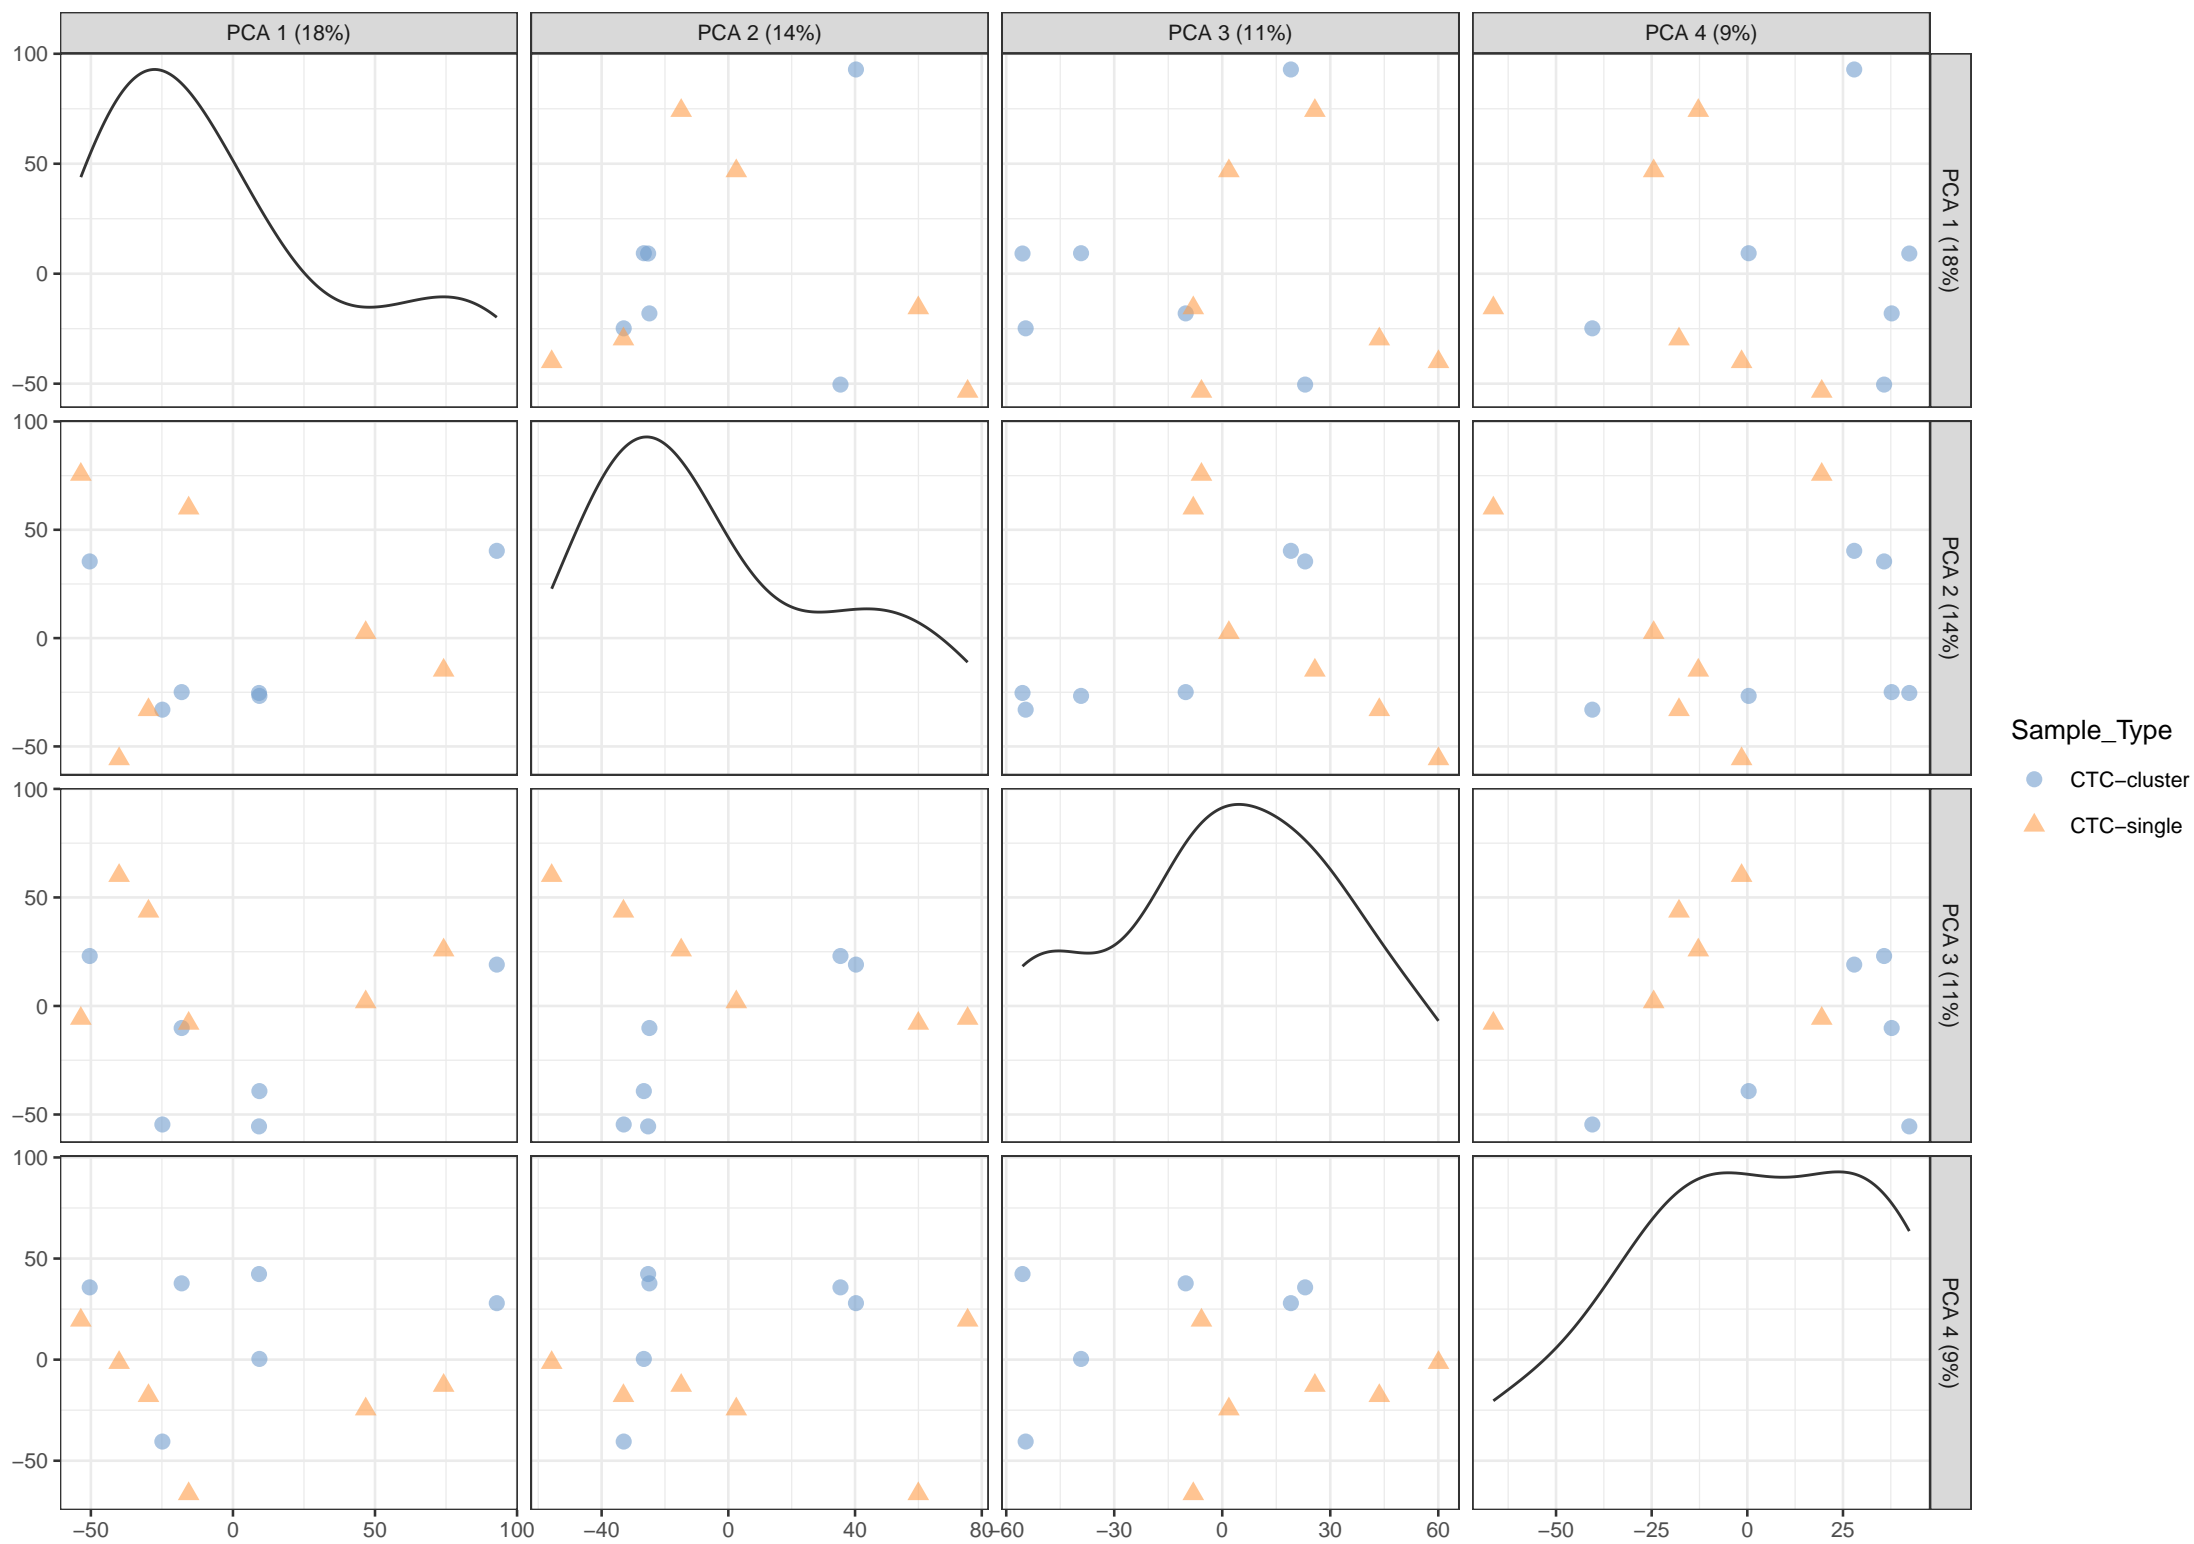 PCA 1 (18%)
PCA 2 (14%)
PCA 3 (11%)
PCA 4 (9%)
100
50
0
−50
PCA 1 (18%)
100
50
0
−50
PCA 2 (14%)
Sample_Type
CTC−cluster
CTC−single
100
50
0
−50
PCA 3 (11%)
100
50
0
−50
PCA 4 (9%)
−50 0 50 100
−40 0 40 80
−60 −30 0 30 60
−50 −25 0 25